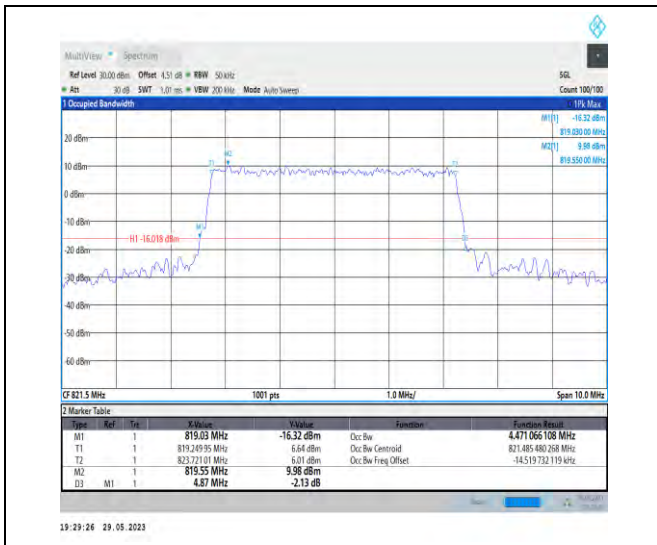 MultiView Spectrum
Ref Level 30.00 dBm Offset 4.51 dB RBW 50 kHz SGL
Att 30 dB SWT 1.01 ms VBW 200 kHz Mode Auto Sweep Count 100/100
1 Occupied Bandwidth 1Pk Max
M1[1] -16.32 dBm
819.030 00 MHz
M2[1] 9.98 dBm
819.550 00 MHz
20 dBm
M2
T1 T2
10 dBm
0 dBm
-10 dBm
M1
H1 -16.018 dBm
D3
-20 dBm
-30 dBm
-40 dBm
-50 dBm
-60 dBm
CF 821.5 MHz 1001 pts 1.0 MHz/ Span 10.0 MHz
2 Marker Table
Type Ref Trc X-Value Y-Value Function Function Result
M1 1 819.03 MHz -16.32 dBm Occ Bw 4.471 066 108 MHz
T1 1 819.249 95 MHz 6.64 dBm Occ Bw Centroid 821.485 480 268 MHz
T2 1 823.721 01 MHz 6.01 dBm Occ Bw Freq Offset -14.519 732 119 kHz
M2 1 819.55 MHz 9.98 dBm
D3 M1 1 4.87 MHz -2.13 dB
19:29:26 29.05.2023